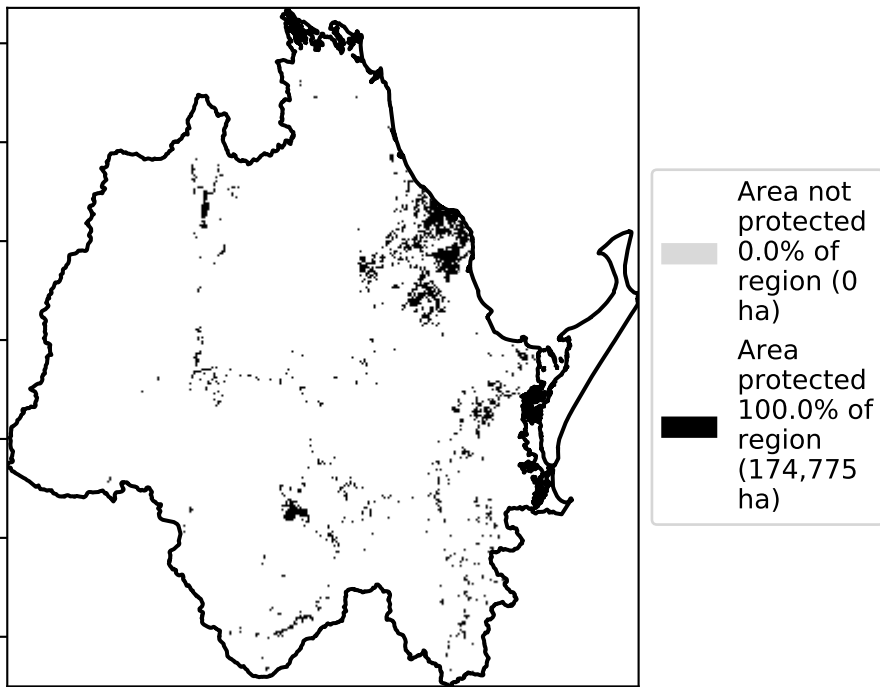 Area not
protected
0.0% of
region (0
ha)
Area
protected
100.0% of
region
(174,775
ha)